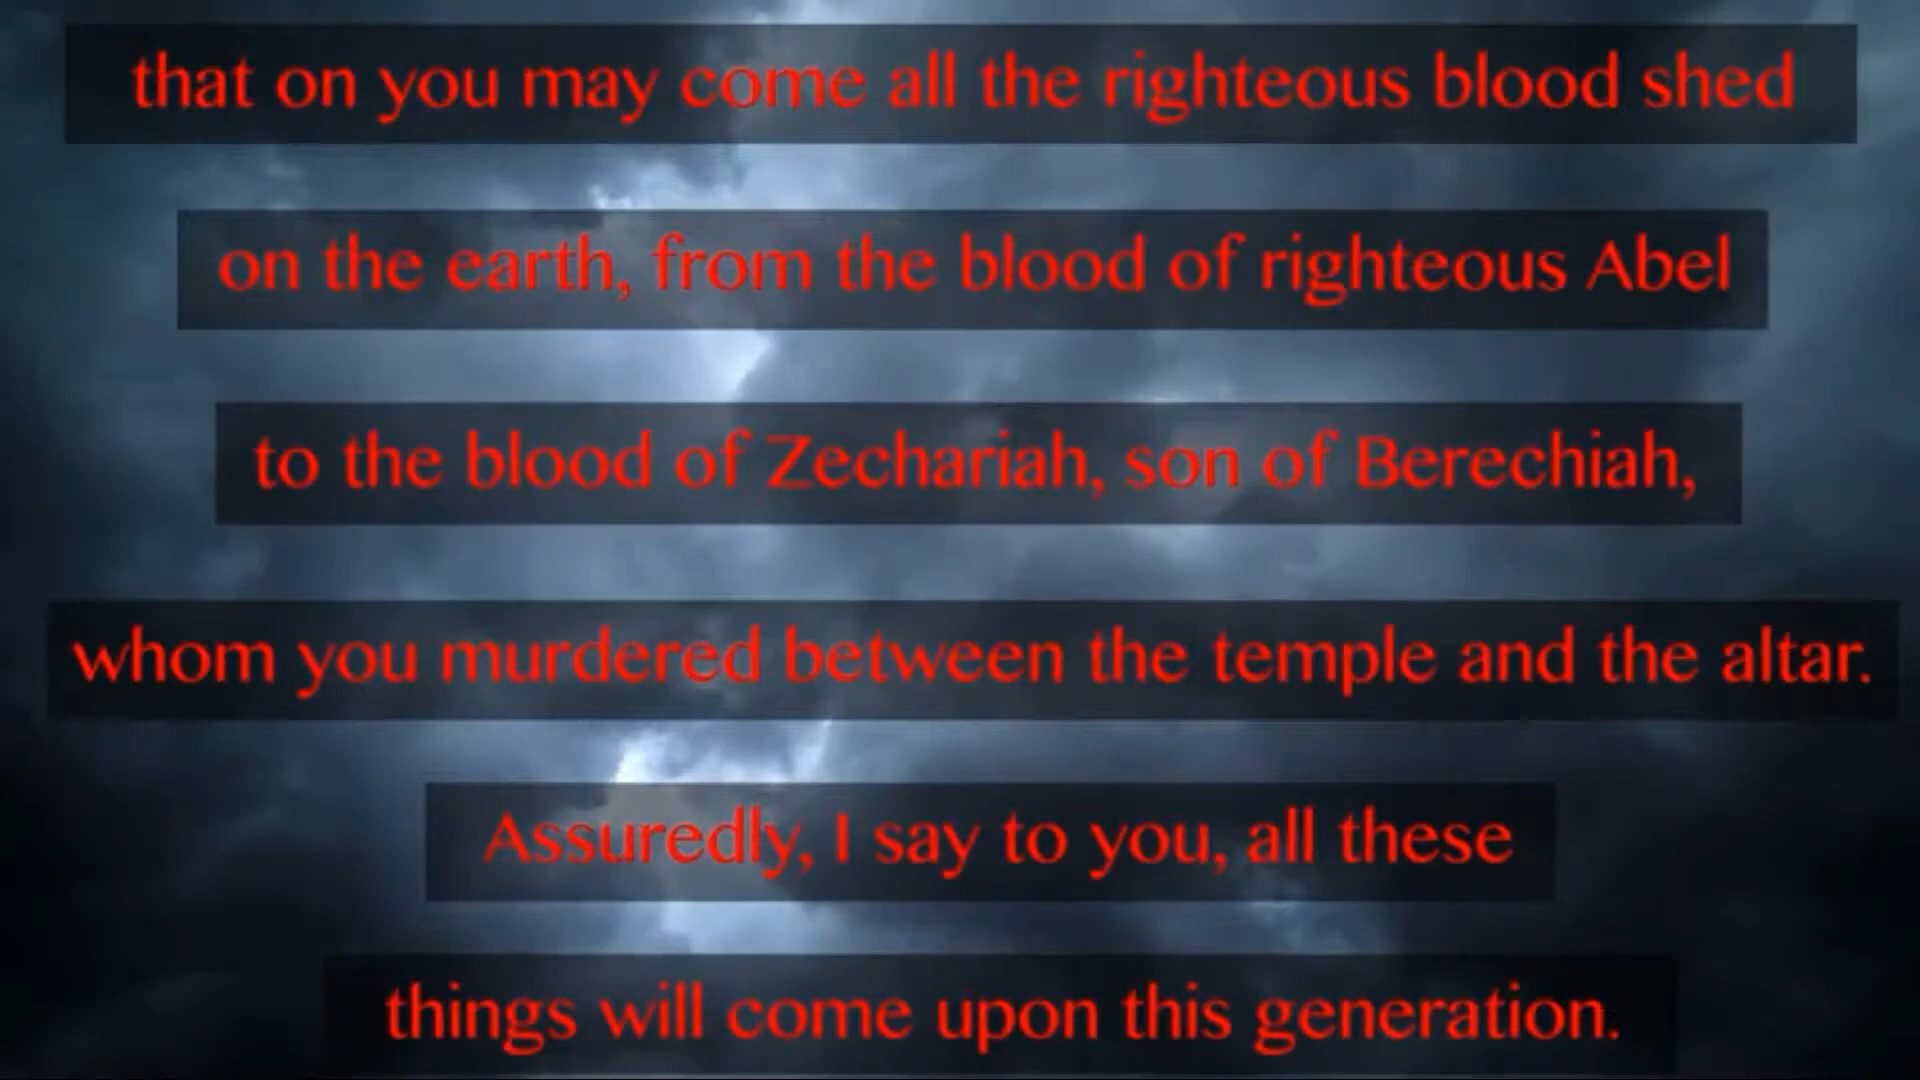 that on you may come all the righteous blood shed
on the earth, from the blood of righteous Abel
to the blood of Zechariah, son of Berechiah,
whom you murdered between the temple and the altar.
Assuredly, I say to you, all these
things will come upon this generation.